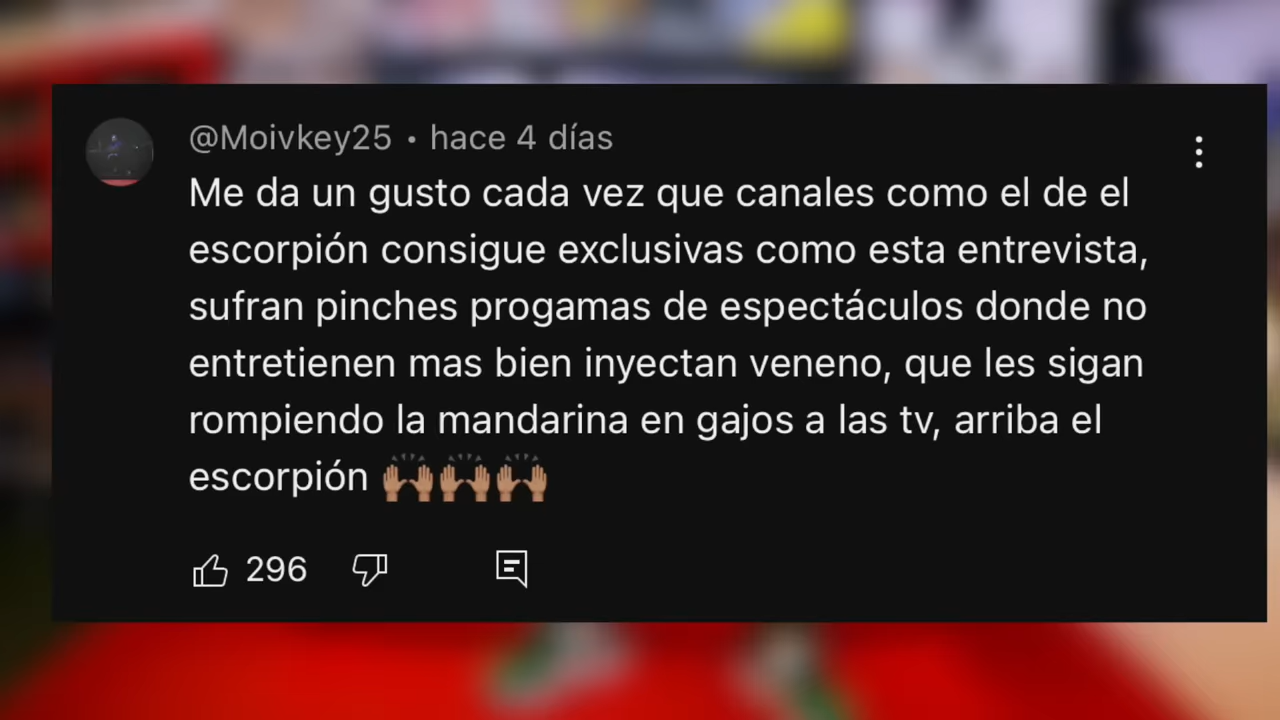 @Moivkey25 • hace 4 días
Me da un gusto cada vez que canales como el de el
escorpión consigue exclusivas como esta entrevista,
sufran pinches progamas de espectáculos donde no
entretienen mas bien inyectan veneno, que les sigan
rompiendo la mandarina en gajos a las tv, arriba el
escorpión 🙌🏽🙌🏽🙌🏽
296